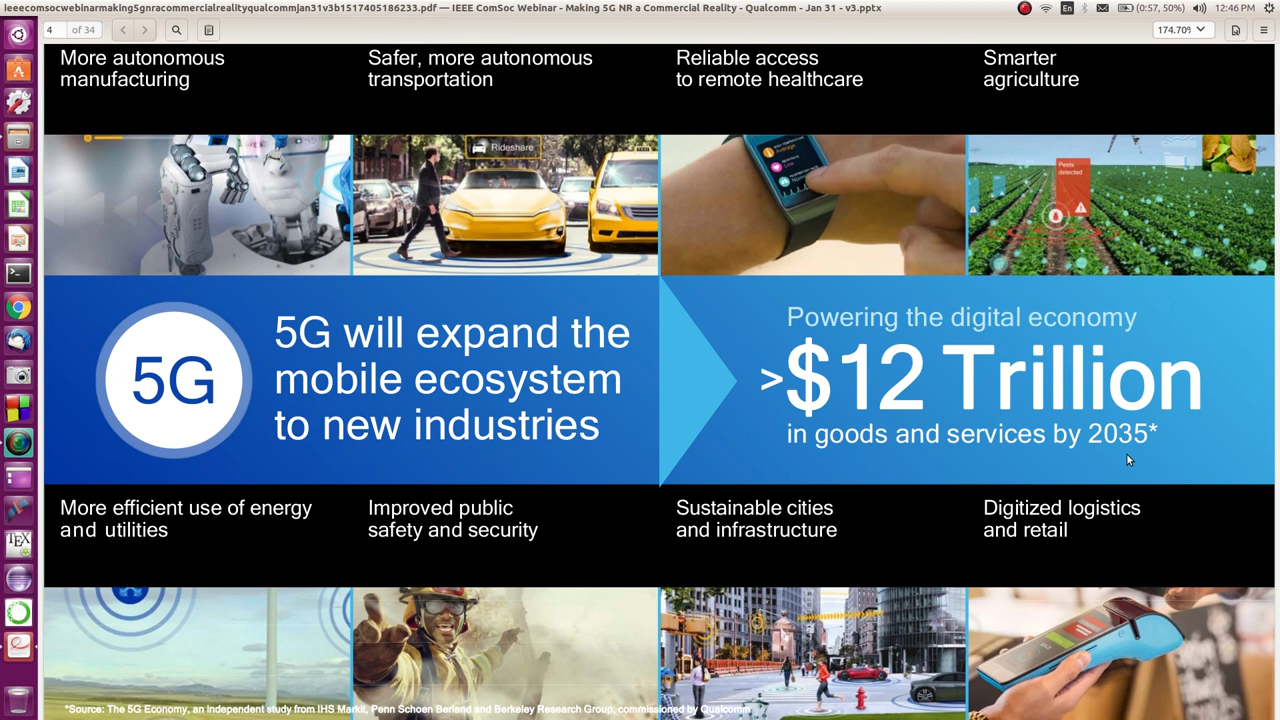 ieeecomsocwebinarmaking5gnracommercialrealityqualcommjan31v3b1517405186233.pdf — IEEE ComSoc Webinar - Making 5G NR a Commercial Reality - Qualcomm - Jan 31 - v3.pptx
En
(0:57, 50%)
12:46 PM
4
of 34
174.70%
More autonomous
manufacturing
Safer, more autonomous
transportation
Reliable access
to remote healthcare
Smarter
agriculture
Rideshare
Average
Pests
detected
5G
5G will expand the
mobile ecosystem
to new industries
Powering the digital economy
>$12 Trillion
in goods and services by 2035*
More efficient use of energy
and utilities
Improved public
safety and security
Sustainable cities
and infrastructure
Digitized logistics
and retail
TEX
*Source: The 5G Economy, an independent study from IHS Markit, Penn Schoen Berland and Berkeley Research Group, commissioned by Qualcomm